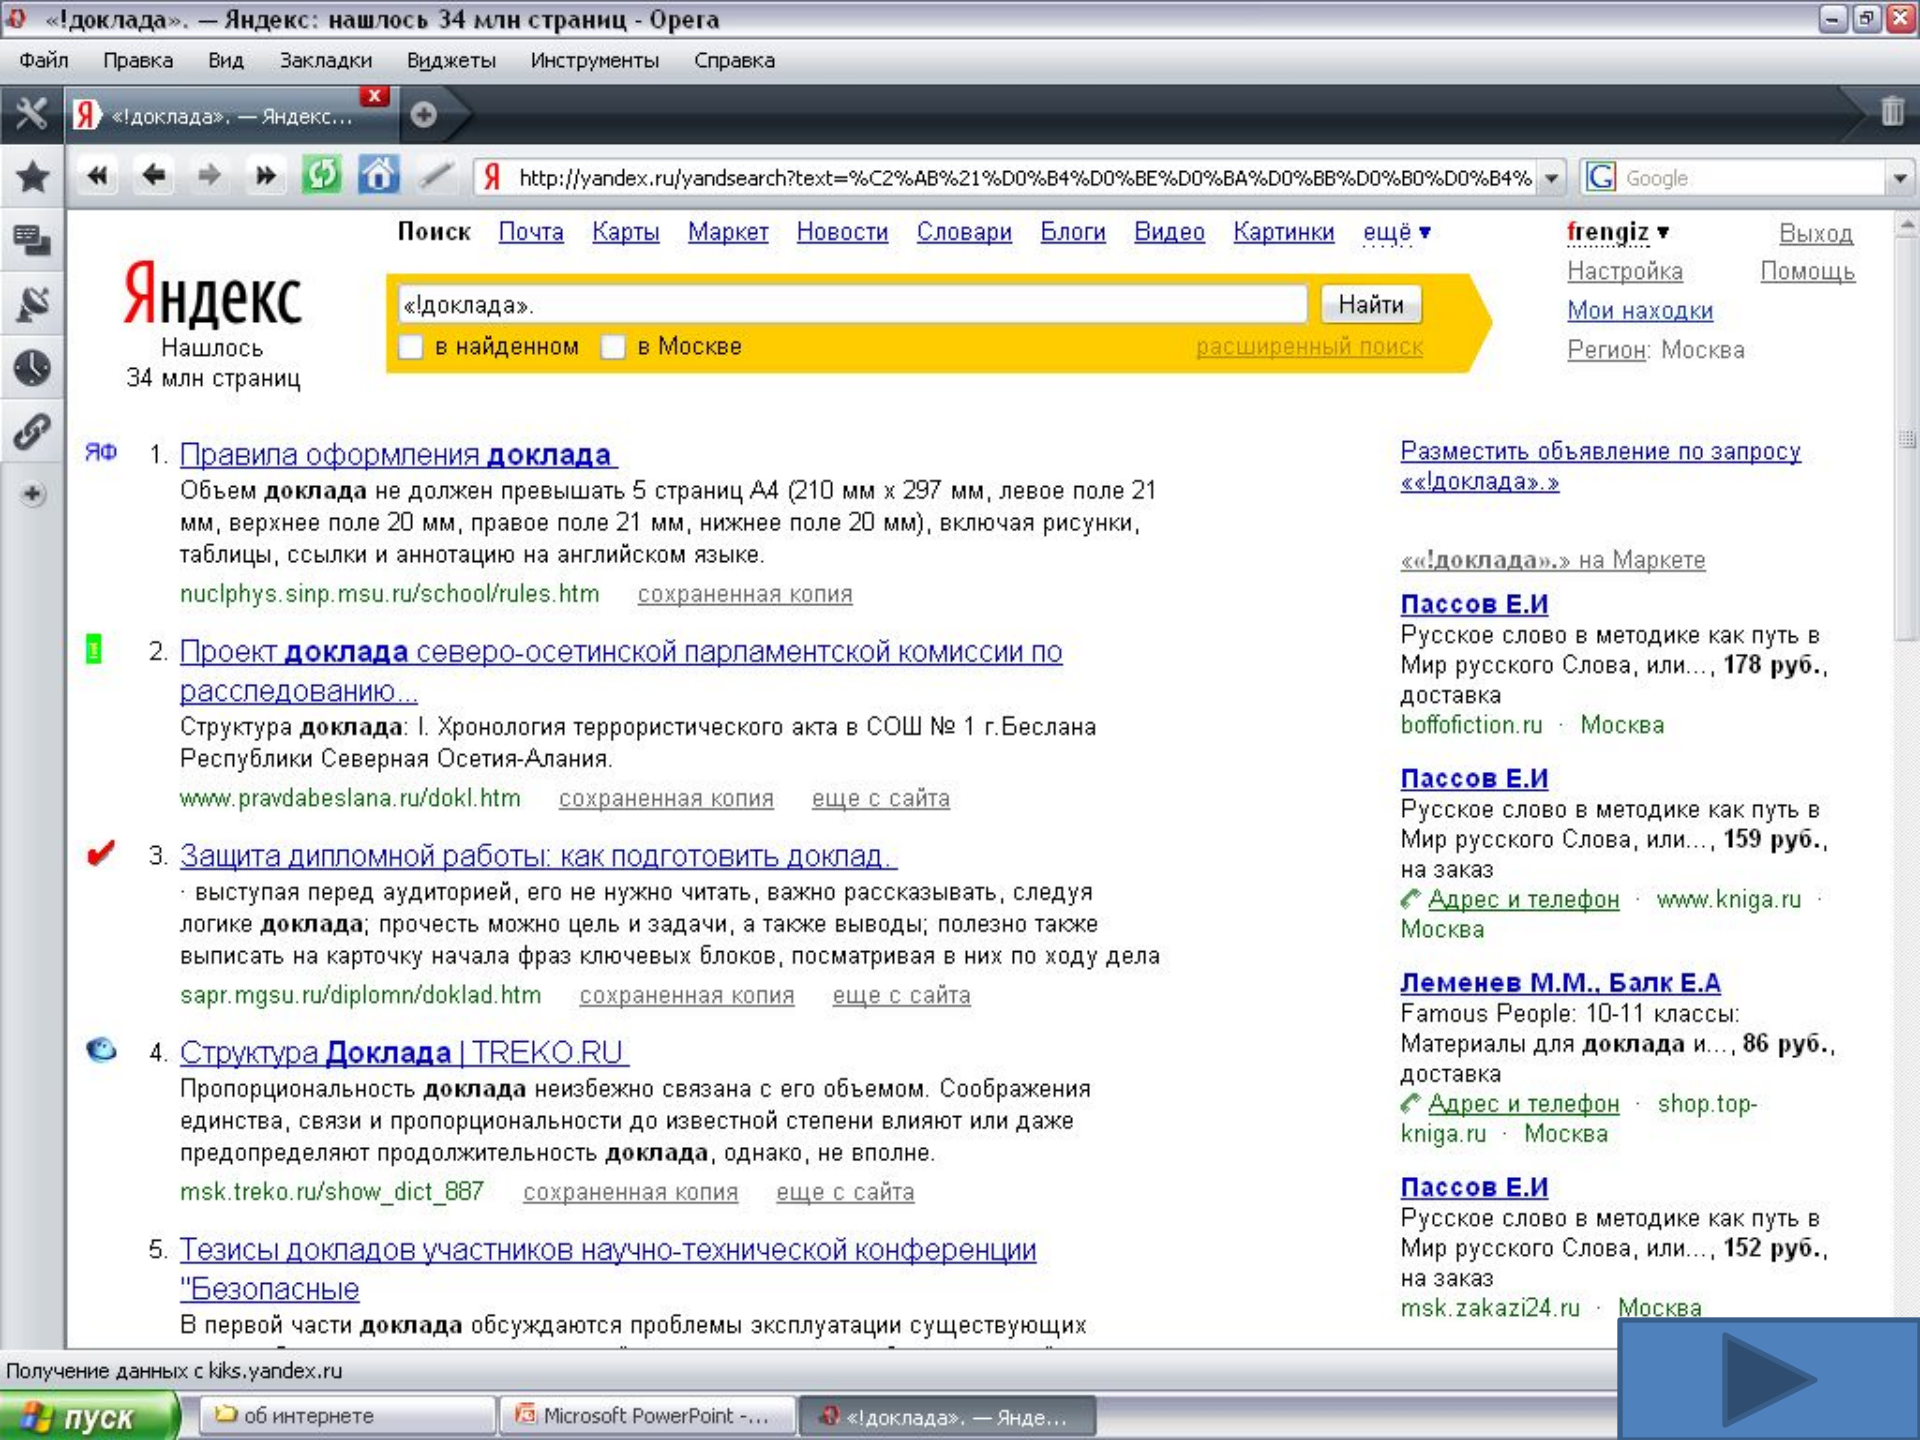 «!доклада». — Яндекс: нашлось 34 млн страниц - Opera
Файл Правка Вид Закладки Виджеты Инструменты Справка
«!доклада». — Яндекс...
http://yandex.ru/yandsearch?text=%C2%AB%21%D0%B4%D0%BE%D0%BA%D0%BB%D0%B0%D0%B4%
Google
Поиск Почта Карты Маркет Новости Словари Блоги Видео Картинки ещё ▼
frengiz ▼ Выход
Настройка Помощь
Мои находки
Регион: Москва
Яндекс
Нашлось
34 млн страниц
«!доклада».
Найти
в найденном в Москве расширенный поиск
ЯФ 1. Правила оформления доклада
Объем доклада не должен превышать 5 страниц А4 (210 мм x 297 мм, левое поле 21
мм, верхнее поле 20 мм, правое поле 21 мм, нижнее поле 20 мм), включая рисунки,
таблицы, ссылки и аннотацию на английском языке.
nuclphys.sinp.msu.ru/school/rules.htm сохраненная копия
2. Проект доклада северо-осетинской парламентской комиссии по
расследованию...
Структура доклада: I. Хронология террористического акта в СОШ № 1 г.Беслана
Республики Северная Осетия-Алания.
www.pravdabeslana.ru/dokl.htm сохраненная копия еще с сайта
3. Защита дипломной работы: как подготовить доклад.
· выступая перед аудиторией, его не нужно читать, важно рассказывать, следуя
логике доклада; прочесть можно цель и задачи, а также выводы; полезно также
выписать на карточку начала фраз ключевых блоков, посматривая в них по ходу дела
sapr.mgsu.ru/diplomn/doklad.htm сохраненная копия еще с сайта
4. Структура Доклада | TREKO.RU
Пропорциональность доклада неизбежно связана с его объемом. Соображения
единства, связи и пропорциональности до известной степени влияют или даже
предопределяют продолжительность доклада, однако, не вполне.
msk.treko.ru/show_dict_887 сохраненная копия еще с сайта
5. Тезисы докладов участников научно-технической конференции
"Безопасные
В первой части доклада обсуждаются проблемы эксплуатации существующих
Разместить объявление по запросу
««!доклада».»
««!доклада».» на Маркете
Пассов Е.И
Русское слово в методике как путь в
Мир русского Слова, или..., 178 руб.,
доставка
boffofiction.ru · Москва
Пассов Е.И
Русское слово в методике как путь в
Мир русского Слова, или..., 159 руб.,
на заказ
Адрес и телефон · www.kniga.ru ·
Москва
Леменев М.М., Балк Е.А
Famous People: 10-11 классы:
Материалы для доклада и..., 86 руб.,
доставка
Адрес и телефон · shop.top-
kniga.ru · Москва
Пассов Е.И
Русское слово в методике как путь в
Мир русского Слова, или..., 152 руб.,
на заказ
msk.zakazi24.ru · Москва
Получение данных с kiks.yandex.ru
пуск об интернете Microsoft PowerPoint -... «!доклада». — Янде...